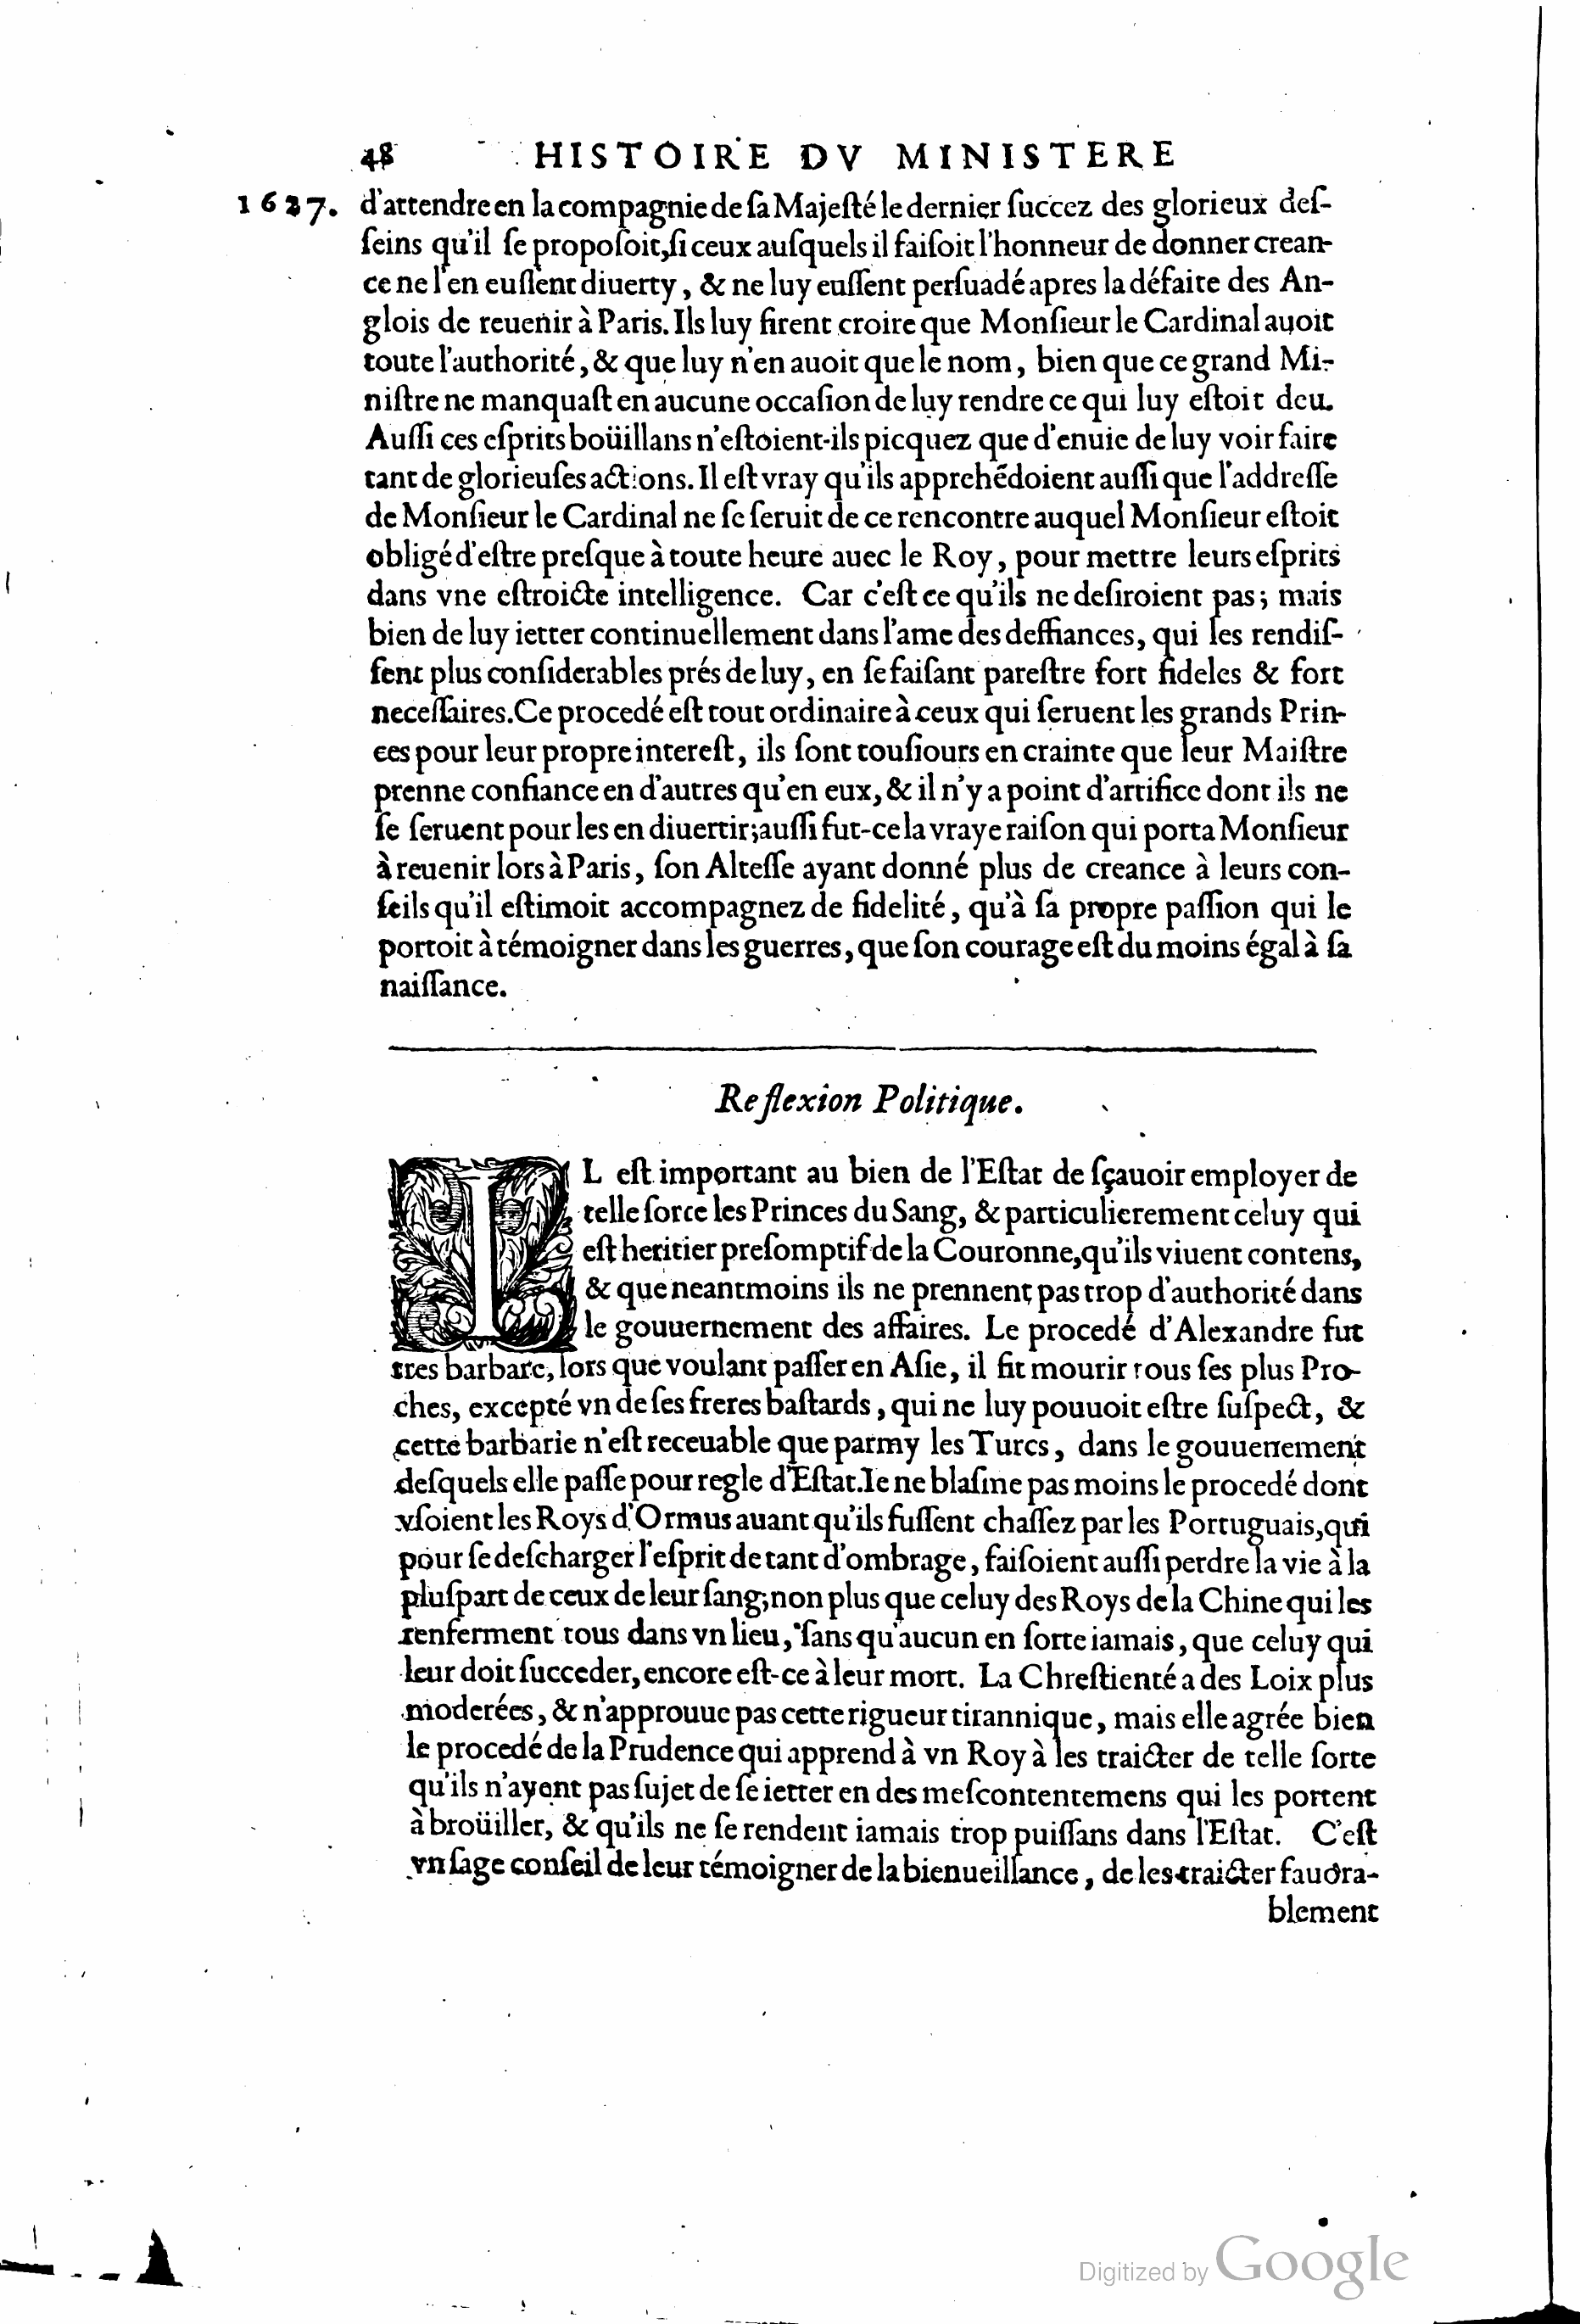 48 HISTOIRE DV MINISTERE
1627. d'attendre en la compagnie de ſa Majeſté le dernier ſuccez des glorieux deſ-
ſeins qu'il ſe propoſoit, ſi ceux auſquels il faiſoit l'honneur de donner crean-
ce ne l'en euſſent diuerty, & ne luy euſſent perſuadé apres la défaite des An-
glois de reuenir à Paris. Ils luy firent croire que Monſieur le Cardinal auoit
toute l'authorité, & que luy n'en auoit que le nom, bien que ce grand Mi-
niſtre ne manquaſt en aucune occaſion de luy rendre ce qui luy eſtoit deu.
Auſſi ces eſprits boüillans n'eſtoient-ils picquez que d'enuie de luy voir faire
tant de glorieuſes actions. Il eſt vray qu'ils apprehẽdoient auſſi que l'addreſſe
de Monſieur le Cardinal ne ſe ſeruit de ce rencontre auquel Monſieur eſtoit
obligé d'eſtre preſque à toute heure auec le Roy, pour mettre leurs eſprits
dans vne eſtroicte intelligence. Car c'eſt ce qu'ils ne deſiroient pas; mais
bien de luy ietter continuellement dans l'ame des deffiances, qui les rendiſ-
ſent plus conſiderables prés de luy, en ſe faiſant pareſtre fort fideles & fort
neceſſaires. Ce procedé eſt tout ordinaire à ceux qui ſeruent les grands Prin-
ces pour leur propre intereſt, ils ſont touſiours en crainte que leur Maiſtre
prenne confiance en d'autres qu'en eux, & il n'y a point d'artifice dont ils ne
ſe ſeruent pour les en diuertir; auſſi fut-ce la vraye raiſon qui porta Monſieur
à reuenir lors à Paris, ſon Alteſſe ayant donné plus de creance à leurs con-
ſeils qu'il eſtimoit accompagnez de fidelité, qu'à ſa propre paſſion qui le
portoit à témoigner dans les guerres, que ſon courage eſt du moins égal à ſa
naiſſance.
Reflexion Politique.
IL eſt important au bien de l'Eſtat de ſçauoir employer de
telle ſorte les Princes du Sang, & particulierement celuy qui
eſt heritier preſomptif de la Couronne, qu'ils viuent contens,
& que neantmoins ils ne prennent pas trop d'authorité dans
le gouuernement des affaires. Le procedé d'Alexandre fut
tres barbare, lors que voulant paſſer en Aſie, il fit mourir tous ſes plus Pro-
ches, excepté vn de ſes freres baſtards, qui ne luy pouuoit eſtre ſuſpect, &
cette barbarie n'eſt receuable que parmy les Turcs, dans le gouuernement
deſquels elle paſſe pour regle d'Eſtat. Ie ne blaſme pas moins le procedé dont
vſoient les Roys d'Ormus auant qu'ils fuſſent chaſſez par les Portuguais, qui
pour ſe deſcharger l'eſprit de tant d'ombrage, faiſoient auſſi perdre la vie à la
pluſpart de ceux de leur ſang; non plus que celuy des Roys de la Chine qui les
renferment tous dans vn lieu, ſans qu'aucun en ſorte iamais, que celuy qui
leur doit ſucceder, encore eſt-ce à leur mort. La Chreſtienté a des Loix plus
moderées, & n'approuue pas cette rigueur tirannique, mais elle agrée bien
le procedé de la Prudence qui apprend à vn Roy à les traicter de telle ſorte
qu'ils n'ayent pas ſujet de ſe ietter en des meſcontentemens qui les portent
à broüiller, & qu'ils ne ſe rendent iamais trop puiſſans dans l'Eſtat. C'eſt
vn ſage conſeil de leur témoigner de la bienueillance, de les traicter fauora-
blement
Digitized by Google